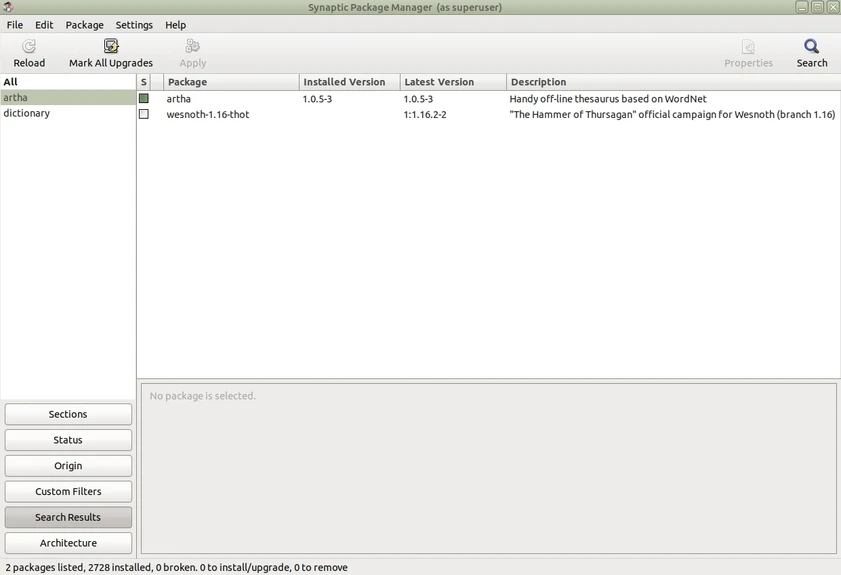 Synaptic Package Manager (as superuser)
File Edit Package Settings Help
Reload Mark All Upgrades Apply Properties Search
All
artha
dictionary
S Package Installed Version Latest Version Description
artha 1.0.5-3 1.0.5-3 Handy off-line thesaurus based on WordNet
wesnoth-1.16-thot 1:1.16.2-2 "The Hammer of Thursagan" official campaign for Wesnoth (branch 1.16)
No package is selected.
Sections
Status
Origin
Custom Filters
Search Results
Architecture
2 packages listed, 2728 installed, 0 broken. 0 to install/upgrade, 0 to remove